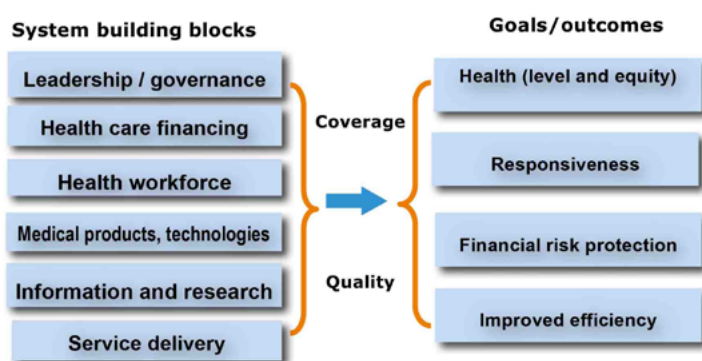 System building blocks
Leadership / governance
Health care financing
Health workforce
Medical products, technologies
Information and research
Service delivery
Coverage
Quality
Goals/outcomes
Health (level and equity)
Responsiveness
Financial risk protection
Improved efficiency